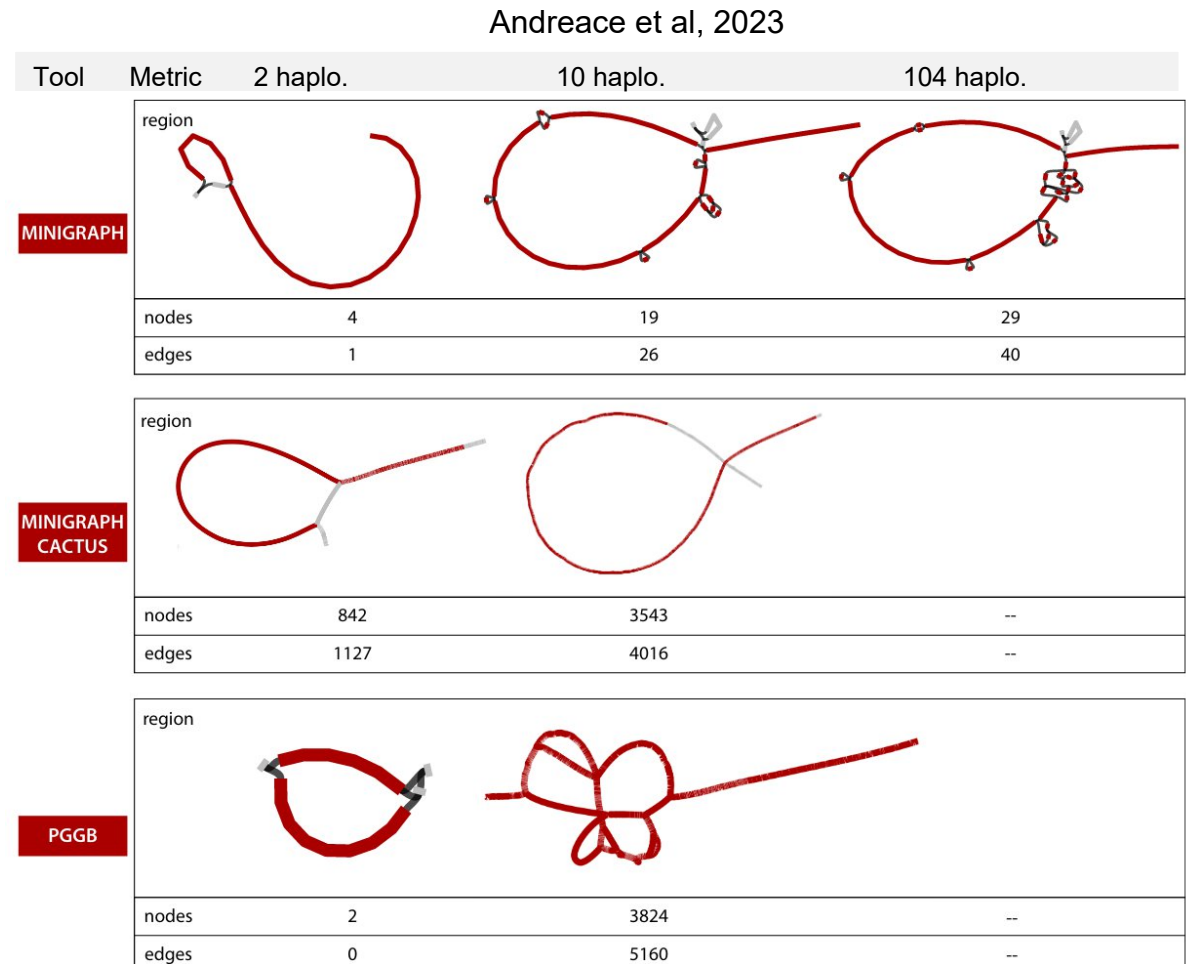 Andreace et al, 2023
Tool Metric 2 haplo. 10 haplo. 104 haplo.
region
MINIGRAPH
nodes 4 19 29
edges 1 26 40
region
MINIGRAPH
CACTUS
nodes 842 3543 --
edges 1127 4016 --
region
PGGB
nodes 2 3824 --
edges 0 5160 --